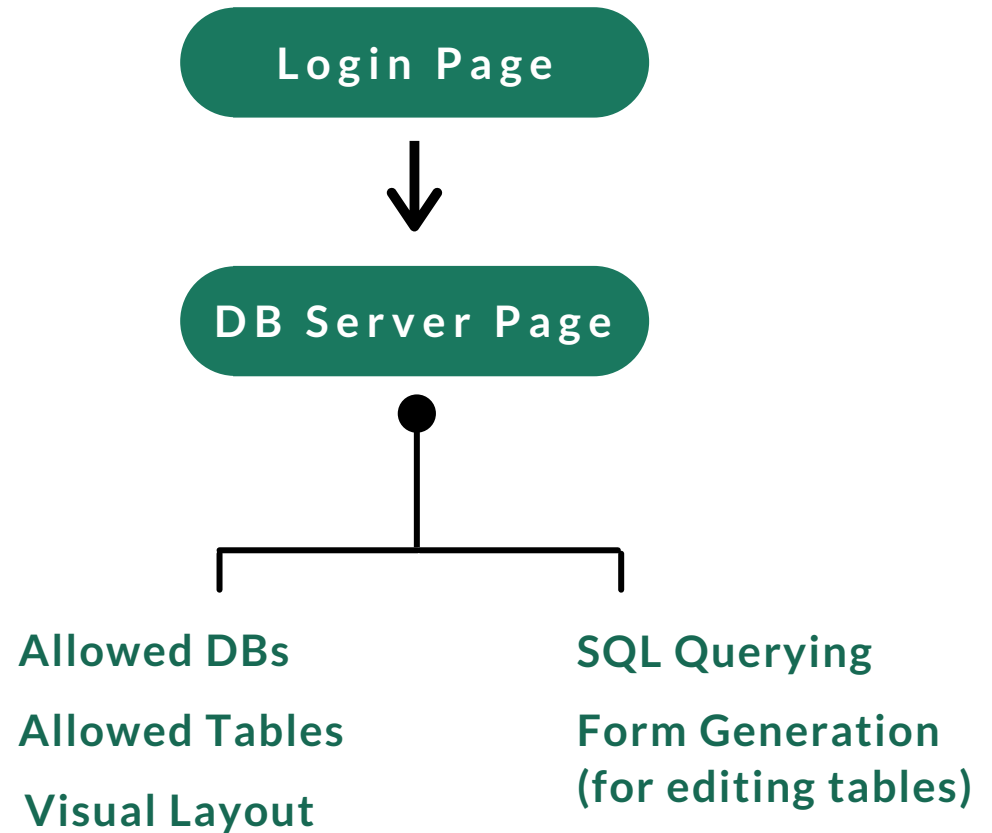 Login Page
DB Server Page
Allowed DBs
Allowed Tables
Visual Layout
SQL Querying
Form Generation
(for editing tables)